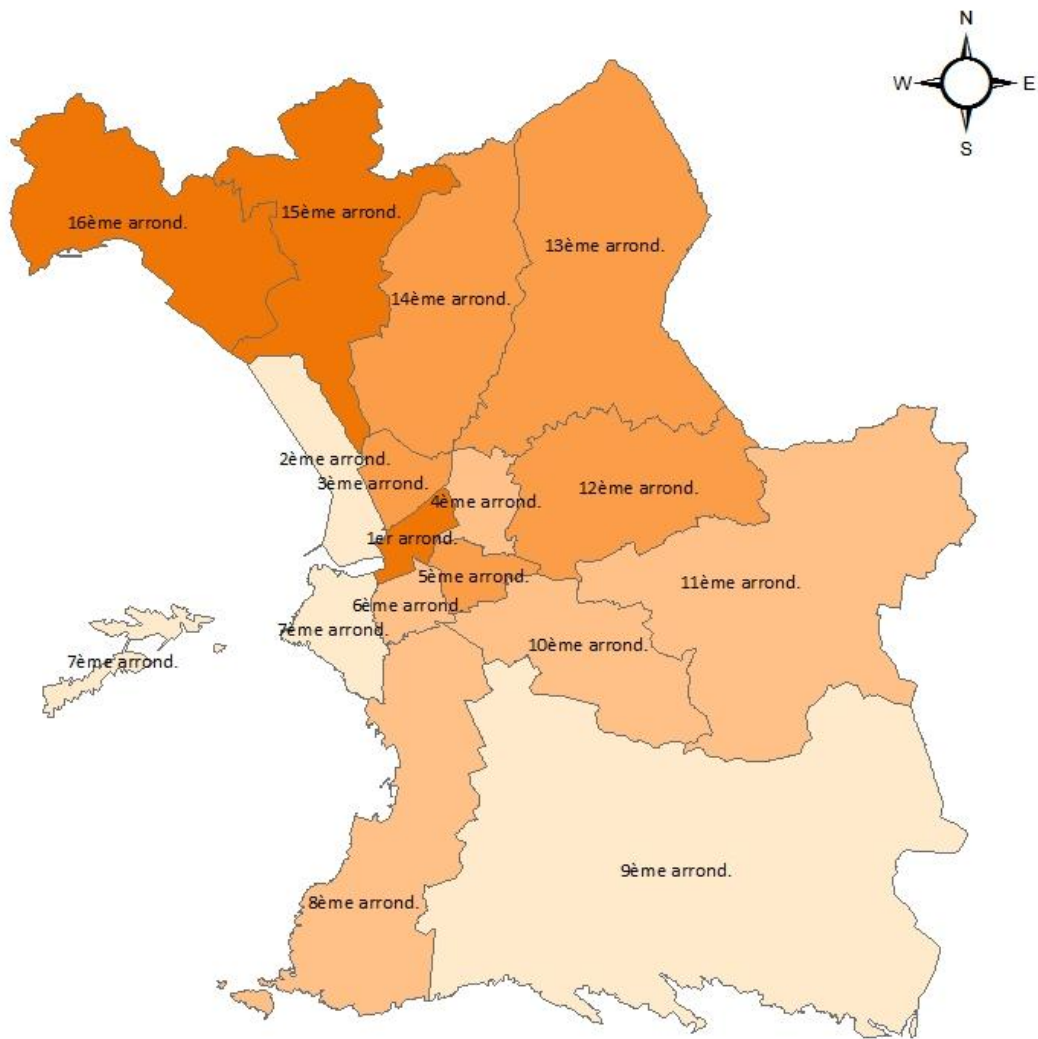 N
W E
S
16ème arrond.
15ème arrond.
13ème arrond.
14ème arrond.
2ème arrond.
3ème arrond.
12ème arrond.
4ème arrond.
1er arrond.
5ème arrond.
11ème arrond.
6ème arrond.
7ème arrond.
10ème arrond.
7ème arrond.
9ème arrond.
8ème arrond.